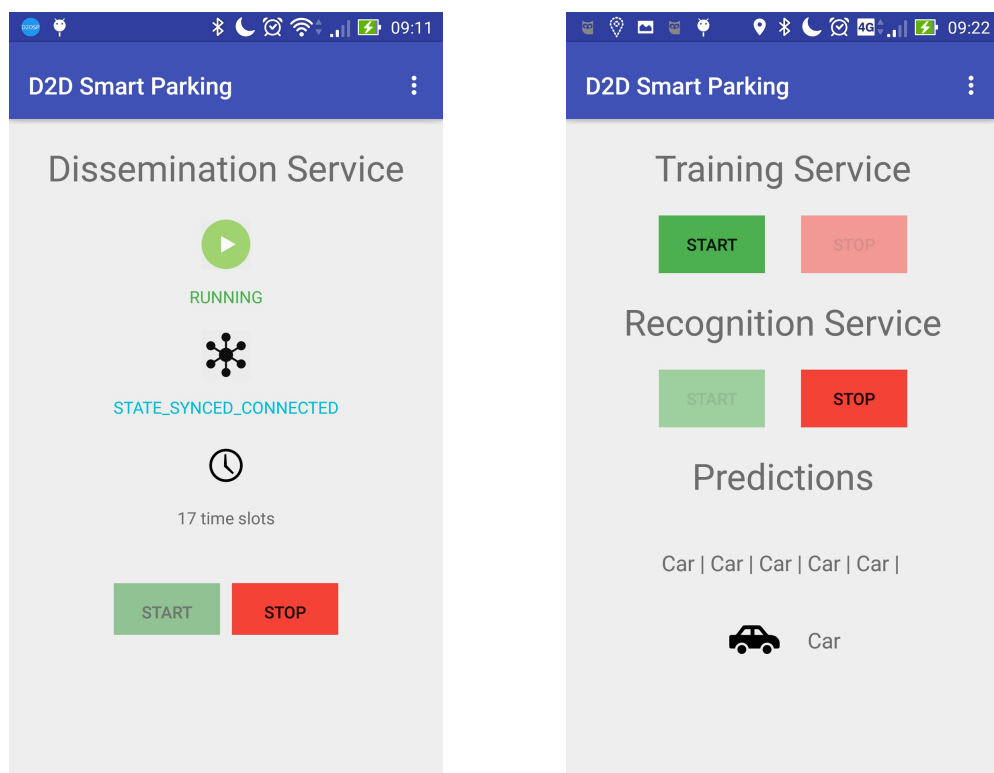 D2DSP 09:11
D2D Smart Parking
Dissemination Service
RUNNING
STATE_SYNCED_CONNECTED
17 time slots
START STOP
4G 09:22
D2D Smart Parking
Training Service
START STOP
Recognition Service
START STOP
Predictions
Car | Car | Car | Car | Car |
Car